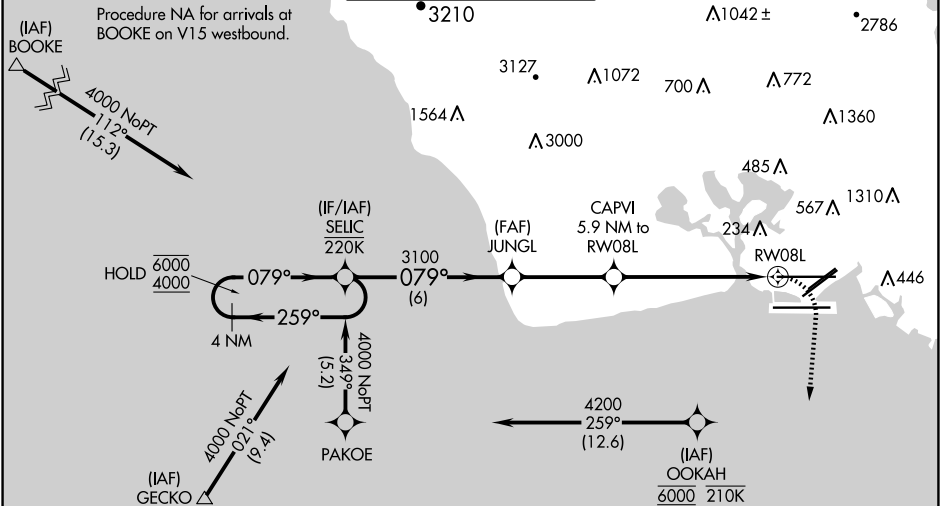 Procedure NA for arrivals at
BOOKE on V15 westbound.
3210
1042±
2786
(IAF)
BOOKE
4000 NoPT
112°
(15.3)
3127
1072
700
772
1564
1360
3000
485
567
1310
234
(IF/IAF)
SELIC
220K
(FAF)
JUNGL
CAPVI
5.9 NM to
RW08L
RW08L
HOLD
6000
4000
079°
3100
079°
(6)
446
259°
4 NM
4000 NoPT
349°
(5.2)
PAKOE
4000 NoPT
021°
(9.4)
(IAF)
GECKO
4200
259°
(12.6)
(IAF)
OOKAH
6000 210K